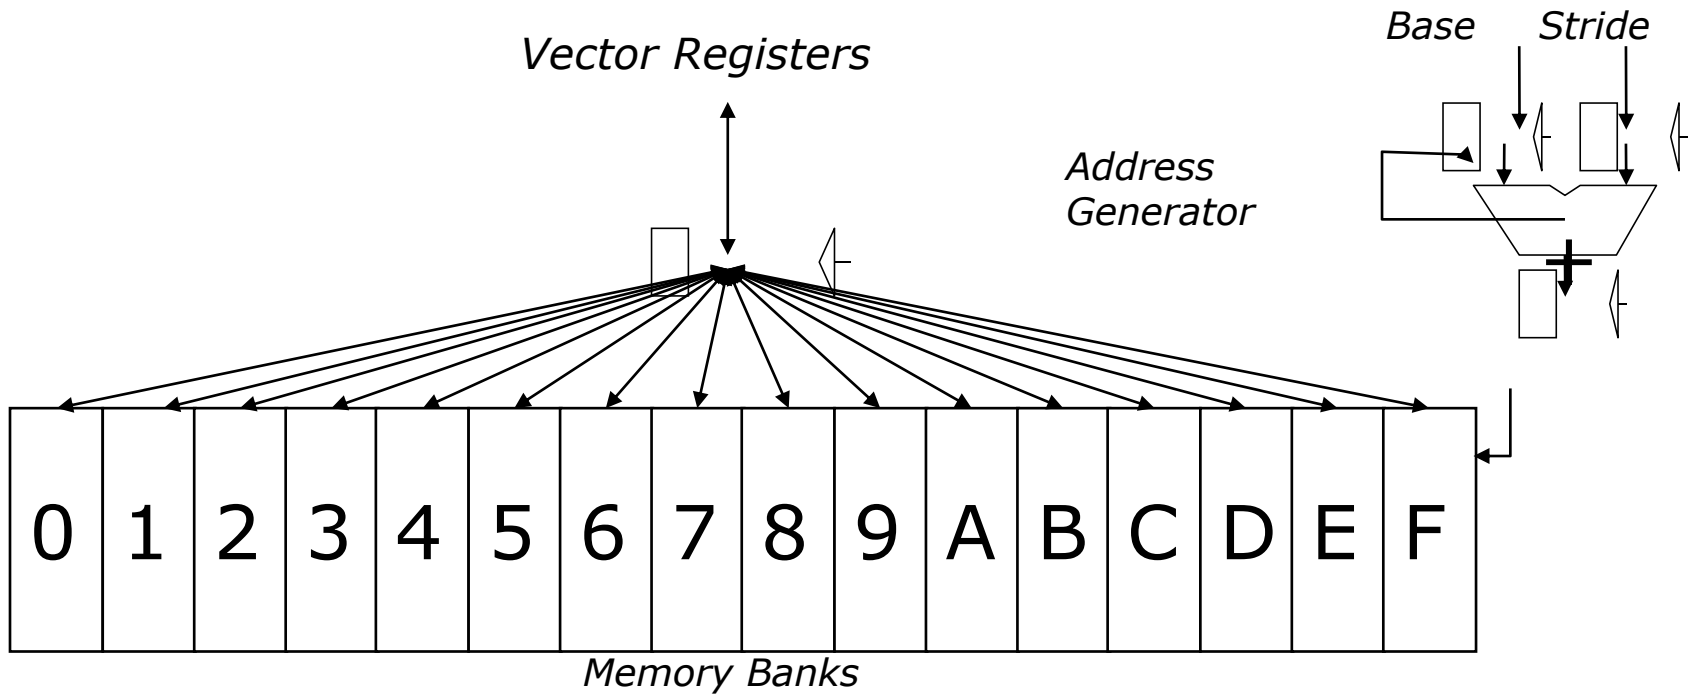 Base Stride
Vector Registers
Address
Generator
+
0 1 2 3 4 5 6 7 8 9 A B C D E F
Memory Banks